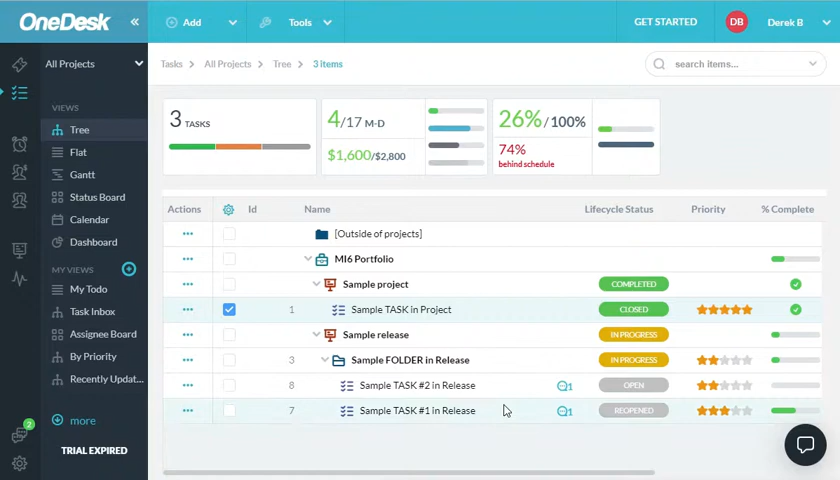 OneDesk « Add Tools GET STARTED DB Derek B
All Projects Tasks All Projects Tree 3 Items search items...
VIEWS
Tree
Flat
Gantt
Status Board
Calendar
Dashboard
MY VIEWS
My Todo
Task Inbox
Assignee Board
By Priority
Recently Updat...
more
2
TRIAL EXPIRED
3 TASKS
4/17 M-D
$1,600/$2,800
26%/100%
74%
behind schedule
Actions Id Name Lifecycle Status Priority % Complete
[Outside of projects]
MI6 Portfolio
Sample project COMPLETED
1 Sample TASK in Project CLOSED
Sample release IN PROGRESS
3 Sample FOLDER in Release IN PROGRESS
8 Sample TASK #2 in Release 1 OPEN
7 Sample TASK #1 in Release 1 REOPENED